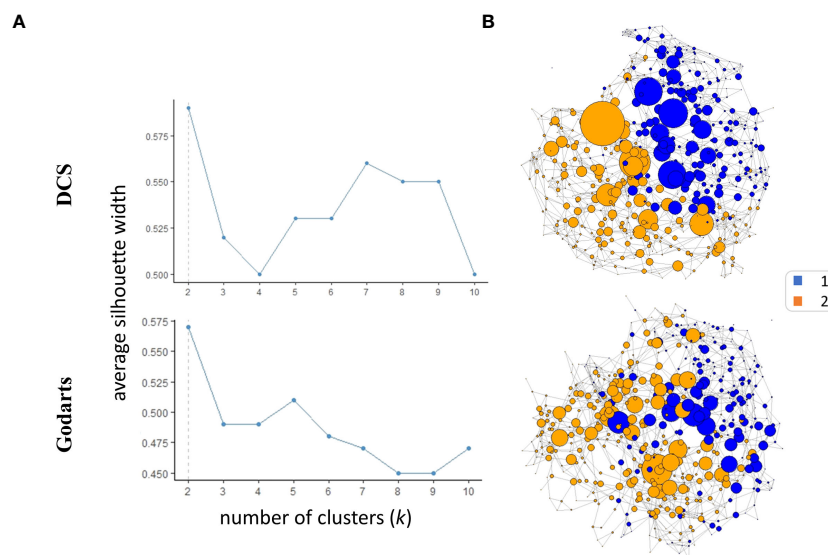 A
B
DCS
Godarts
average silhouette width
0.575
0.550
0.525
0.500
2 3 4 5 6 7 8 9 10
0.575
0.550
0.525
0.500
0.475
0.450
2 3 4 5 6 7 8 9 10
number of clusters (k)
1
2